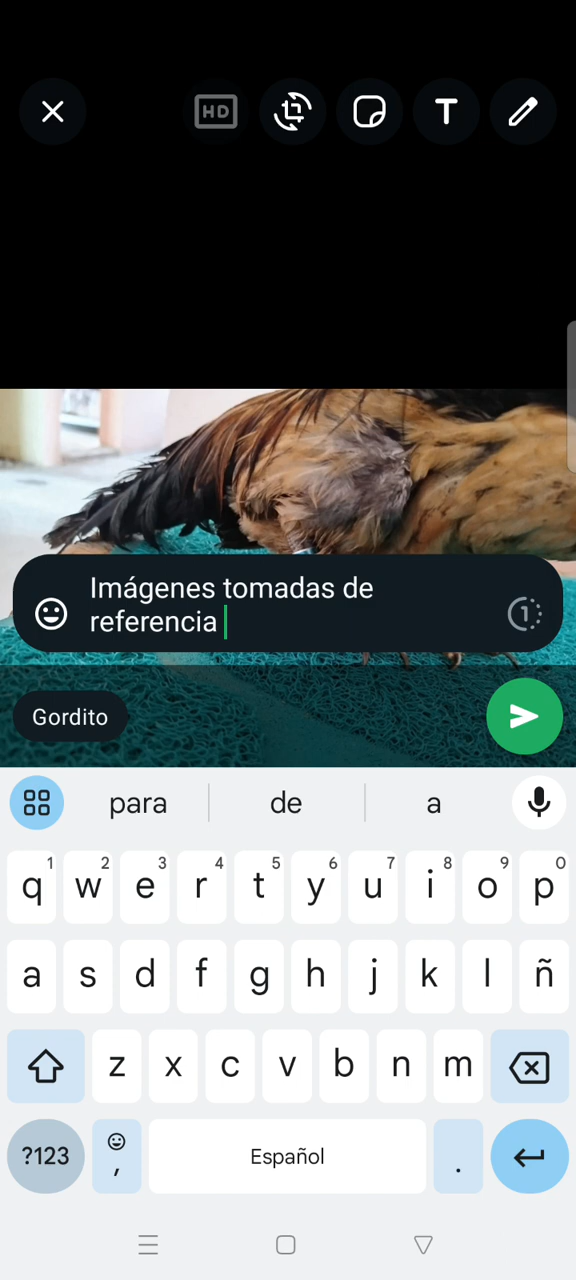 HD
T
Imágenes tomadas de
referencia
1
Gordito
para de a
1 2 3 4 5 6 7 8 9 0
q w e r t y u i o p
a s d f g h j k l ñ
z x c v b n m
?123 , Español .